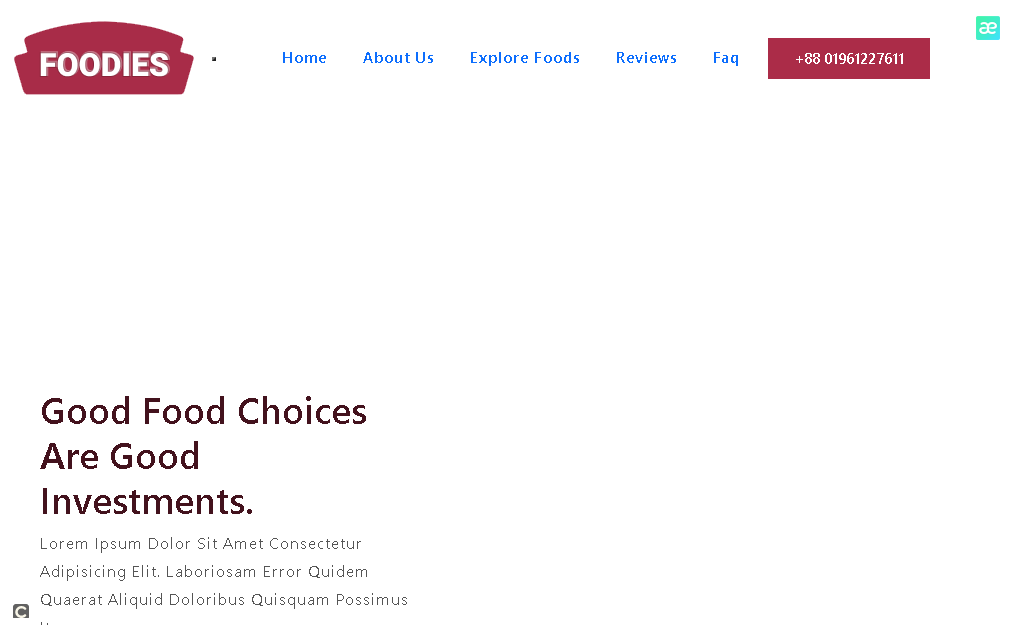 FOODIES
Home About Us Explore Foods Reviews Faq +88 01961227611
æ
Good Food Choices
Are Good
Investments.
Lorem Ipsum Dolor Sit Amet Consectetur
Adipisicing Elit. Laboriosam Error Quidem
Quaerat Aliquid Doloribus Quisquam Possimus
C